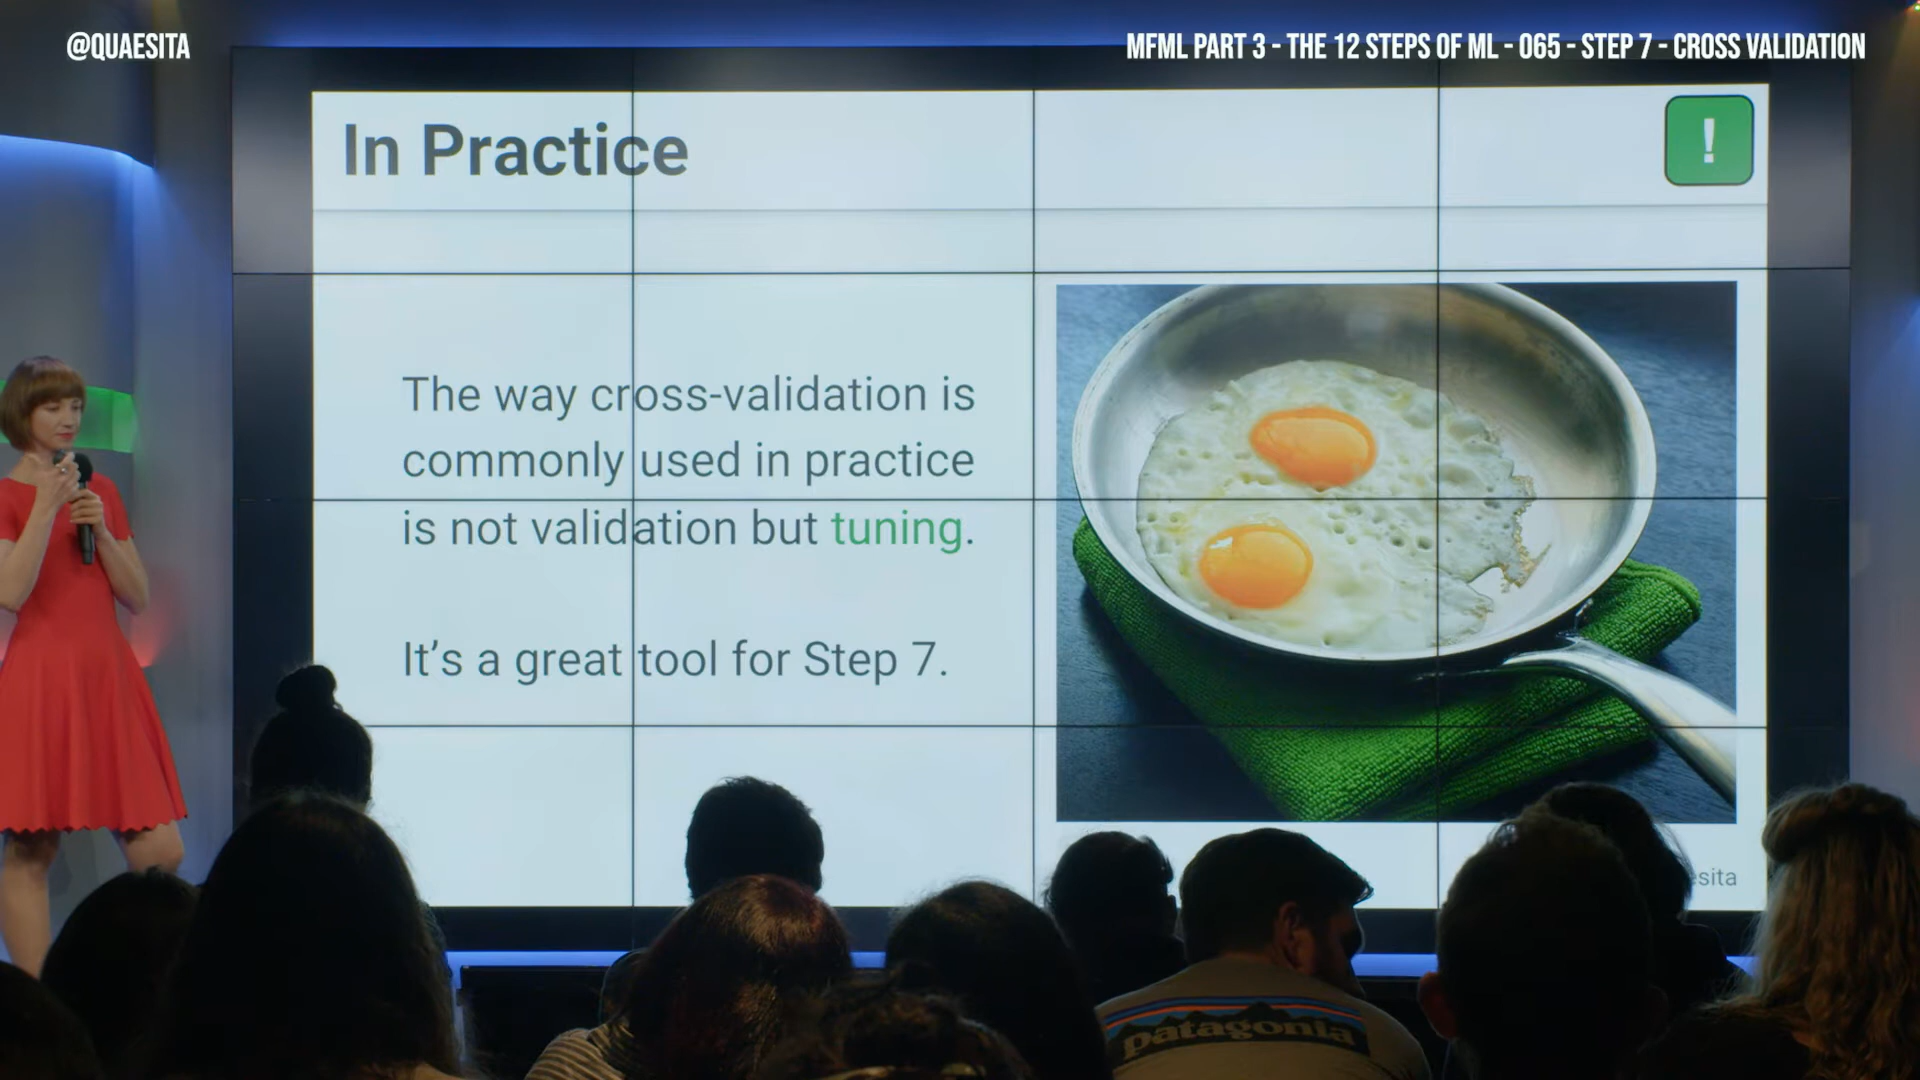 @QUAESITA
MFML PART 3 - THE 12 STEPS OF ML - 065 - STEP 7 - CROSS VALIDATION
In Practice
!
The way cross-validation is
commonly used in practice
is not validation but tuning.
It's a great tool for Step 7.
esita
patagonia